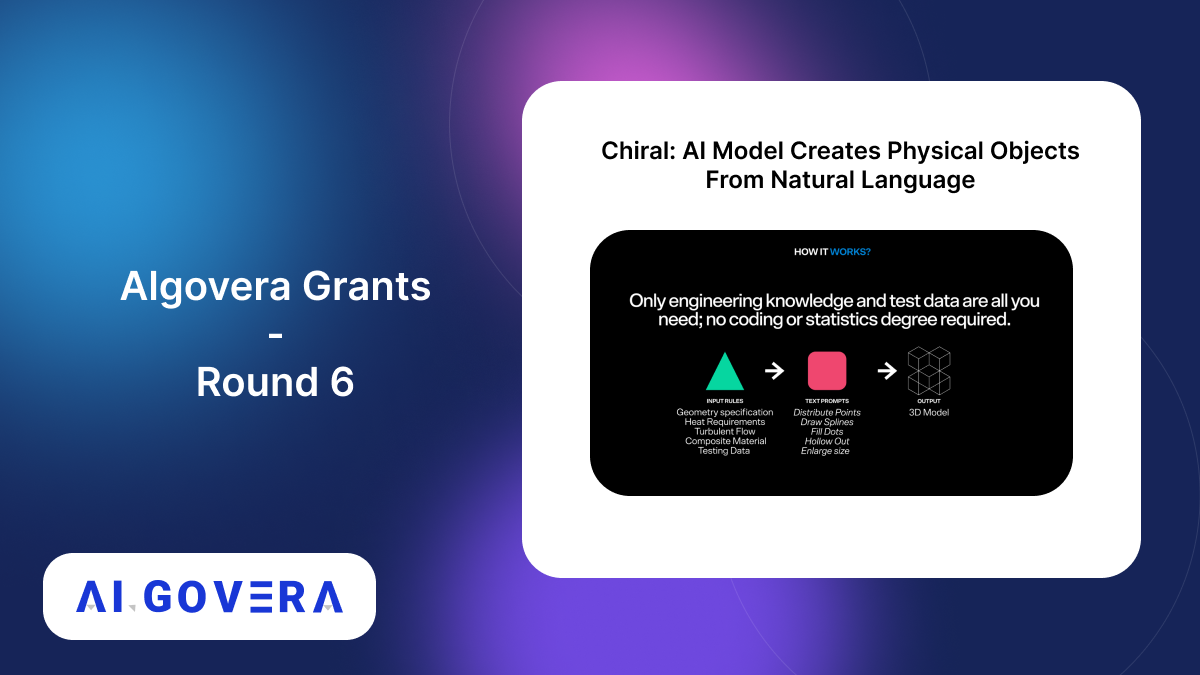 Algovera Grants
-
Round 6
ALGOVERA
Chiral: AI Model Creates Physical Objects
From Natural Language
HOW IT WORKS?
Only engineering knowledge and test data are all you
need; no coding or statistics degree required.
INPUT RULES
Geometry specification
Heat Requirements
Turbulent Flow
Composite Material
Testing Data
TEXT PROMPTS
Distribute Points
Draw Splines
Fill Dots
Hollow Out
Enlarge size
OUTPUT
3D Model